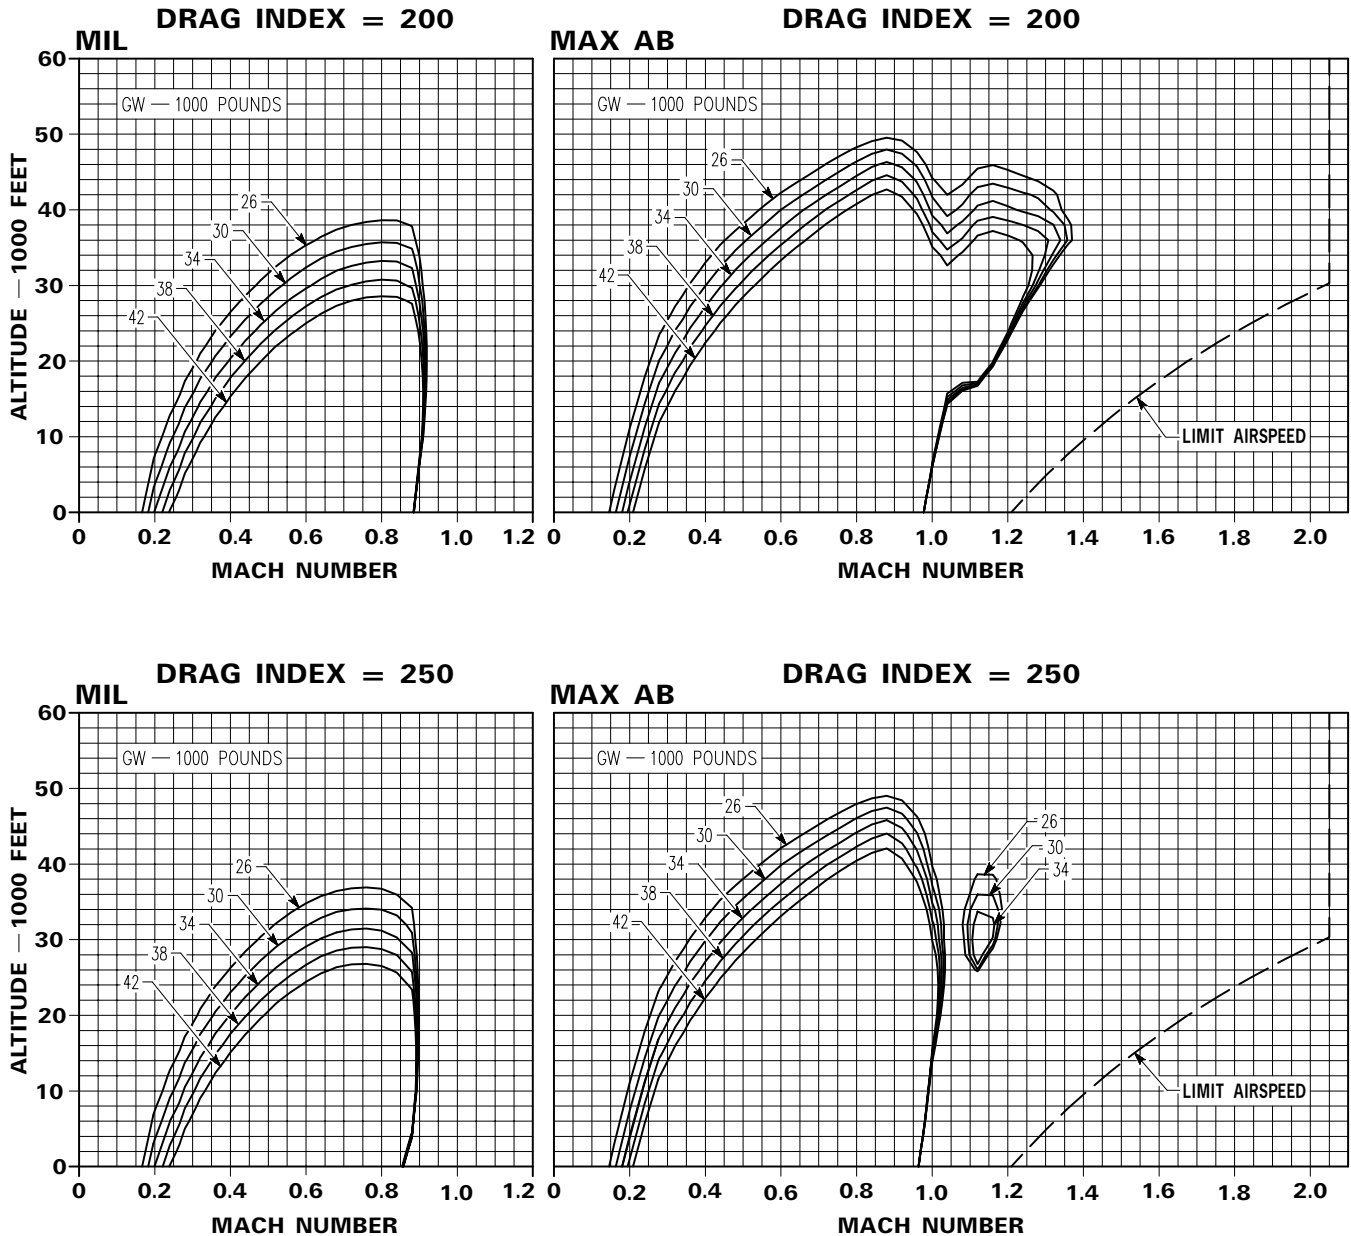 DRAG INDEX = 200
DRAG INDEX = 200
MIL
MAX AB
60
50
40
30
20
10
0
ALTITUDE — 1000 FEET
GW — 1000 POUNDS
26
30
34
38
42
0 0.2 0.4 0.6 0.8 1.0 1.2
MACH NUMBER
GW — 1000 POUNDS
26
30
34
38
42
LIMIT AIRSPEED
0 0.2 0.4 0.6 0.8 1.0 1.2 1.4 1.6 1.8 2.0
MACH NUMBER
DRAG INDEX = 250
DRAG INDEX = 250
MIL
MAX AB
60
50
40
30
20
10
0
ALTITUDE — 1000 FEET
GW — 1000 POUNDS
26
30
34
38
42
0 0.2 0.4 0.6 0.8 1.0 1.2
MACH NUMBER
GW — 1000 POUNDS
26
30
34
38
42
26
30
34
LIMIT AIRSPEED
0 0.2 0.4 0.6 0.8 1.0 1.2 1.4 1.6 1.8 2.0
MACH NUMBER